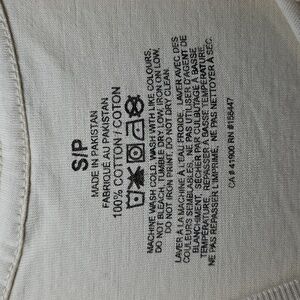 S/P
MADE IN PAKISTAN
FABRIQUÉ AU PAKISTAN
100% COTTON / COTON
MACHINE WASH COLD, WASH WITH LIKE COLOURS,
DO NOT BLEACH, TUMBLE DRY LOW, IRON ON LOW,
DO NOT IRON PRINT, DO NOT DRY CLEAN.
LAVER À LA MACHINE À L'EAU FROIDE, LAVER AVEC DES
COULEURS SEMBLABLES, NE PAS UTILISER D'AGENT DE
BLANCHIMENT, SÉCHER PAR CULBUTAGE À BASSE
TEMPÉRATURE, REPASSER À BASSE TEMPÉRATURE,
NE PAS REPASSER L'IMPRIMÉ, NE PAS NETTOYER À SEC.
CA # 41900 RN #158447